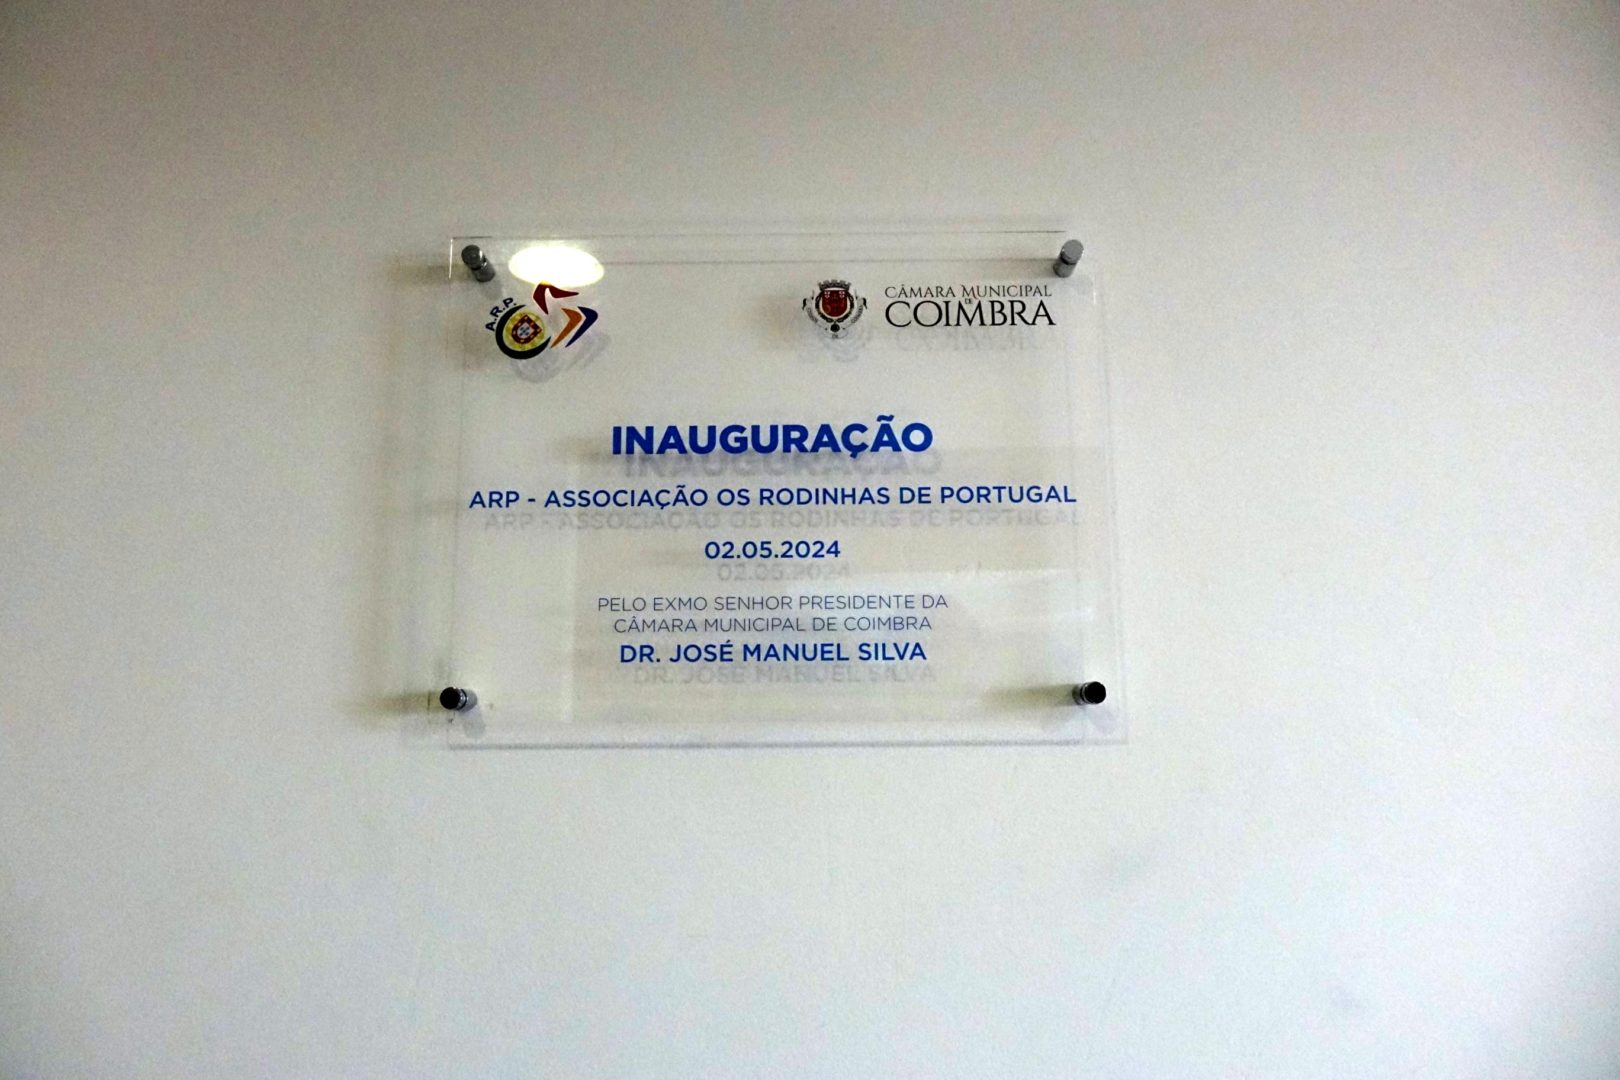 A.R.P.
CÂMARA MUNICIPAL
DE
COIMBRA
INAUGURAÇÃO
ARP - ASSOCIAÇÃO OS RODINHAS DE PORTUGAL
02.05.2024
PELO EXMO SENHOR PRESIDENTE DA
CÂMARA MUNICIPAL DE COIMBRA
DR. JOSÉ MANUEL SILVA